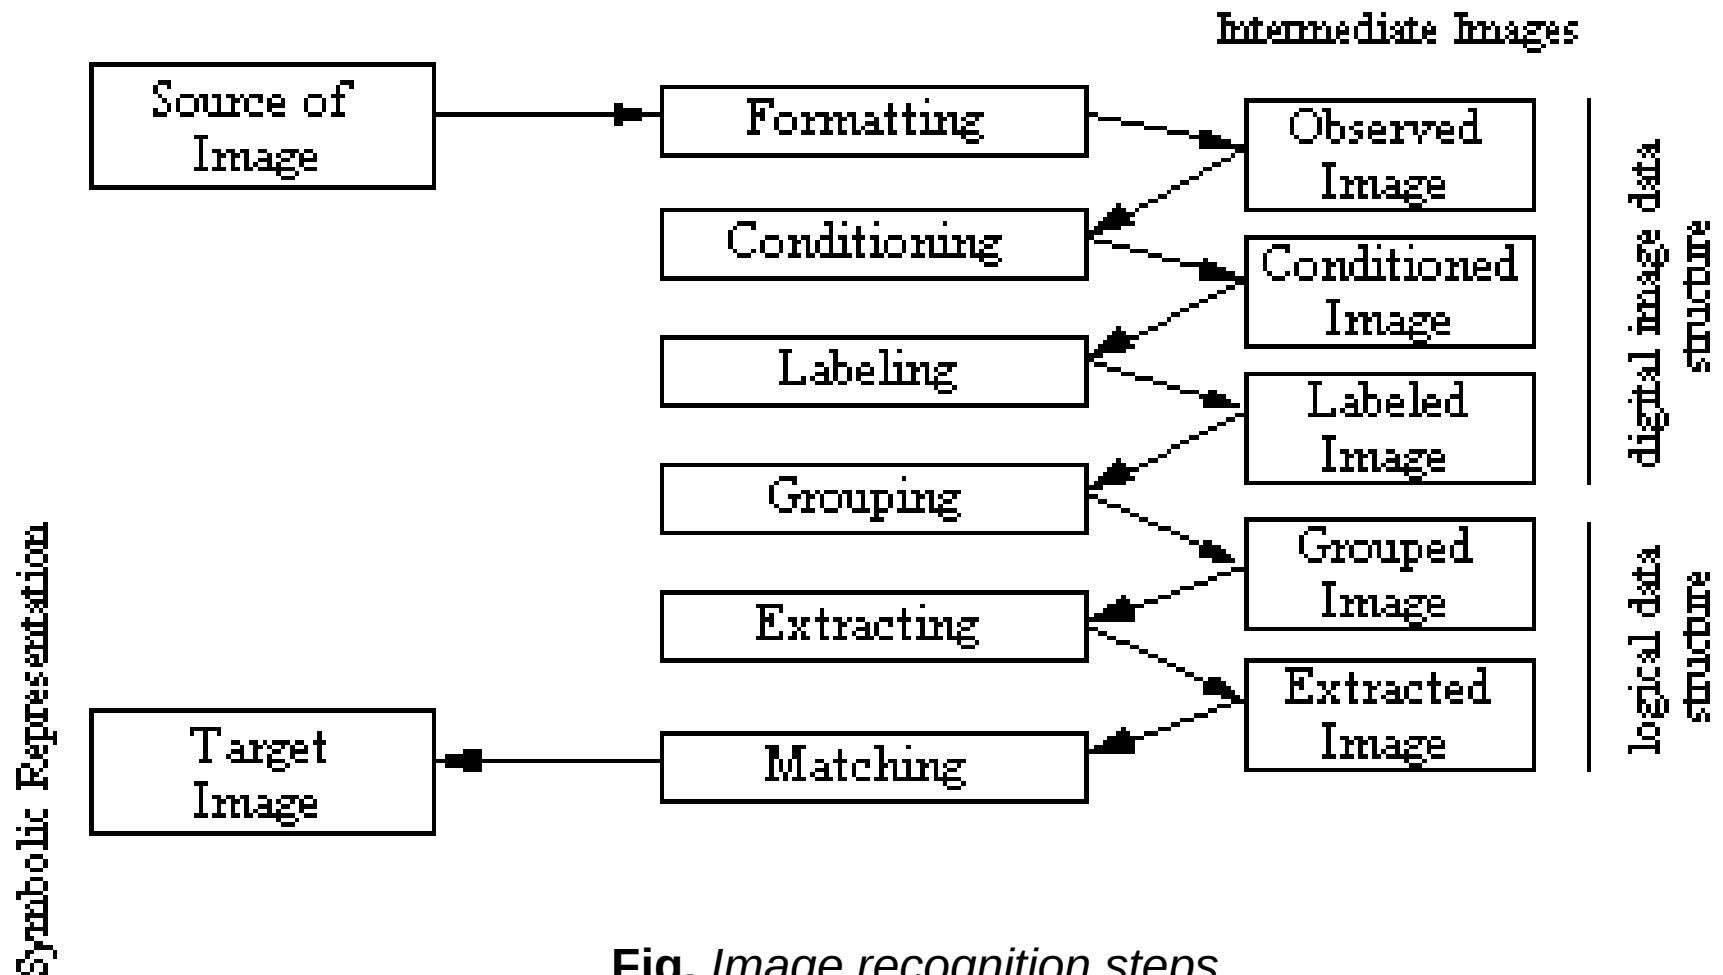 Intermediate Images
Source of
Image
Formatting
Observed
Image
Conditioning
Conditioned
Image
Labeling
Labeled
Image
Grouping
Grouped
Image
Extracting
Extracted
Image
Matching
Target
Image
digital image data
structure
logical data
structure
Symbolic Representation
Fig. Image recognition steps